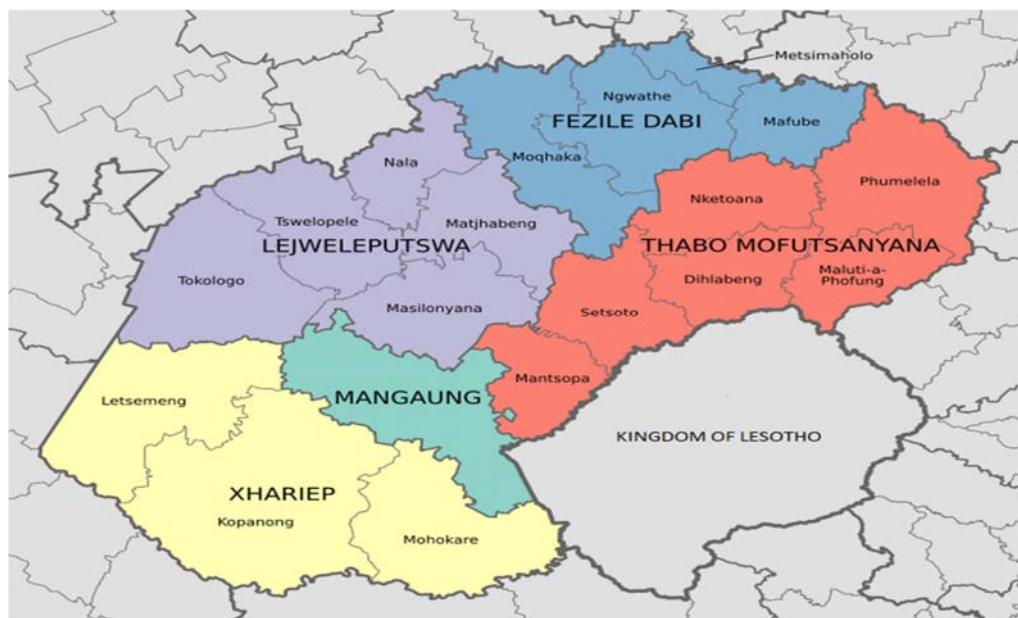 Metsimaholo
Ngwathe
FEZILE DABI
Mafube
Moqhaka
Nala
Phumelela
Nketoana
Tswelopele
Matjhabeng
LEJWELEPUTSWA
THABO MOFUTSANYANA
Tokologo
Dihlabeng
Maluti-a-
Phofung
Masilonyana
Setsoto
Mantsopa
Letsemeng
MANGAUNG
KINGDOM OF LESOTHO
XHARIEP
Kopanong
Mohokare